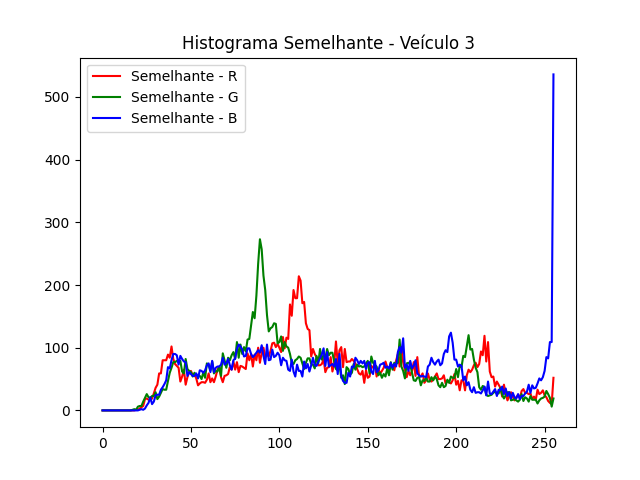 Histograma Semelhante - Veículo 3
Semelhante - R
Semelhante - G
Semelhante - B
500
400
300
200
100
0
0 50 100 150 200 250